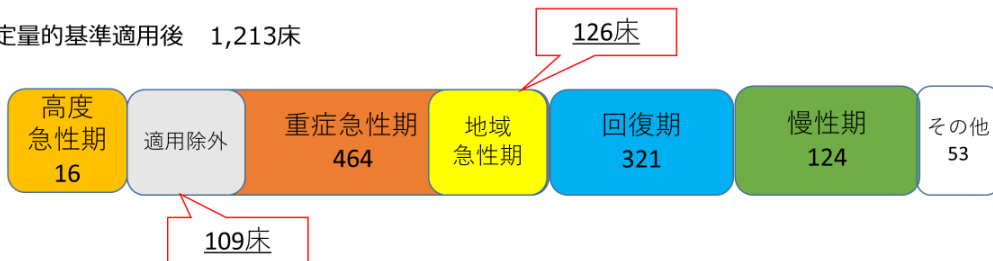 定量的基準適用後 1,213床
126床
高度
急性期
16
適用除外
重症急性期
464
地域
急性期
回復期
321
慢性期
124
その他
53
109床